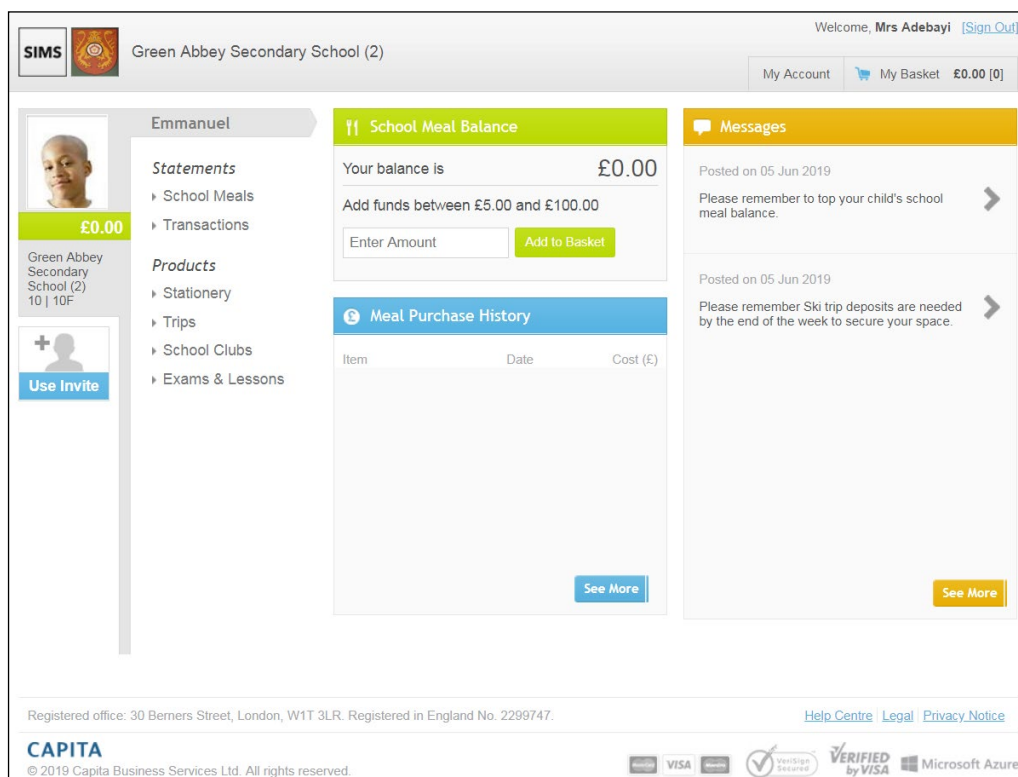 Welcome, Mrs Adebayi [Sign Out]
SIMS
Green Abbey Secondary School (2)
My Account
My Basket £0.00 [0]
£0.00
Green Abbey
Secondary
School (2)
10 | 10F
Use Invite
Emmanuel
Statements
School Meals
Transactions
Products
Stationery
Trips
School Clubs
Exams & Lessons
School Meal Balance
Your balance is £0.00
Add funds between £5.00 and £100.00
Enter Amount
Add to Basket
Meal Purchase History
Item Date Cost (£)
See More
Messages
Posted on 05 Jun 2019
Please remember to top your child's school
meal balance.
Posted on 05 Jun 2019
Please remember Ski trip deposits are needed
by the end of the week to secure your space.
See More
Registered office: 30 Berners Street, London, W1T 3LR. Registered in England No. 2299747.
Help Centre | Legal | Privacy Notice
CAPITA
© 2019 Capita Business Services Ltd. All rights reserved.
VISA
VeriSign
Secured
VERIFIED
by VISA
Microsoft Azure